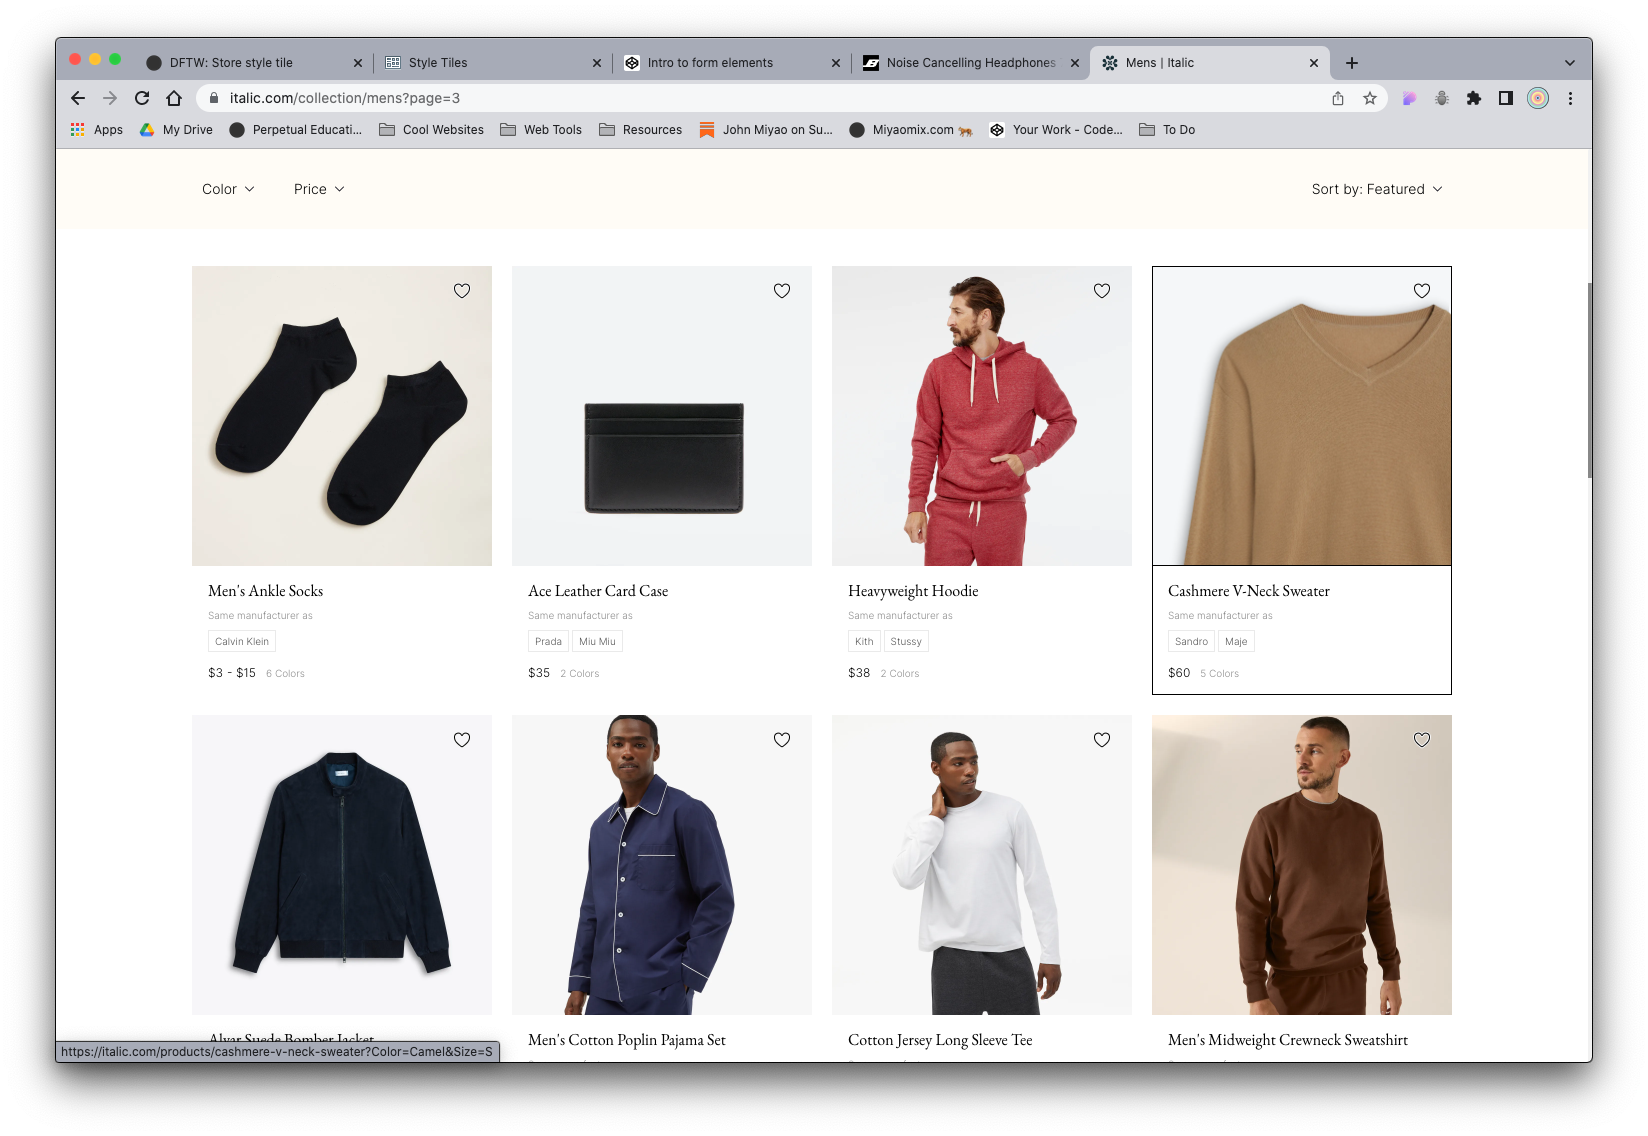 DFTW: Store style tile
Style Tiles
Intro to form elements
Noise Cancelling Headphones
Mens | Italic
italic.com/collection/mens?page=3
Apps
My Drive
Perpetual Educati...
Cool Websites
Web Tools
Resources
John Miyao on Su...
Miyaomix.com
Your Work - Code...
To Do
Color
Price
Sort by: Featured
Men's Ankle Socks
Same manufacturer as
Calvin Klein
$3 - $15 6 Colors
Ace Leather Card Case
Same manufacturer as
Prada Miu Miu
$35 2 Colors
Heavyweight Hoodie
Same manufacturer as
Kith Stussy
$38 2 Colors
Cashmere V-Neck Sweater
Same manufacturer as
Sandro Maje
$60 5 Colors
Alvar Suede Bomber Jacket
Men's Cotton Poplin Pajama Set
Cotton Jersey Long Sleeve Tee
Men's Midweight Crewneck Sweatshirt
https://italic.com/products/cashmere-v-neck-sweater?Color=Camel&Size=S